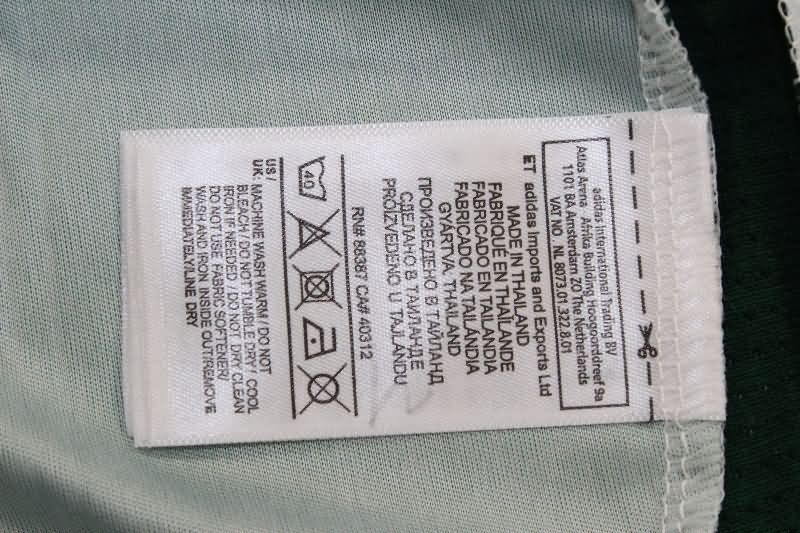 adidas International Trading BV
Atlas Arena Afrika Building Hoogoorddreef 9a
1101 BA Amsterdam ZO The Netherlands
VAT NO. NL 8073.01.322.8.01
ET adidas Imports and Exports Ltd
MADE IN THAILAND
FABRIQUÉ EN THAÏLANDE
FABRICADO EN TAILANDIA
FABRICADO NA TAILÂNDIA
GYÁRTVA: THAILAND
ПРОИЗВЕДЕНО В ТАЙЛАНД
СДЕЛАНО В ТАИЛАНДЕ
PROIZVEDENO U TAJLANDU
RN# 88387 CA# 40312
40
US /
UK: MACHINE WASH WARM / DO NOT
BLEACH / DO NOT TUMBLE DRY / COOL
IRON IF NEEDED / DO NOT DRY CLEAN
DO NOT USE FABRIC SOFTENER/
WASH AND IRON INSIDE OUT/REMOVE
IMMEDIATELY/LINE DRY